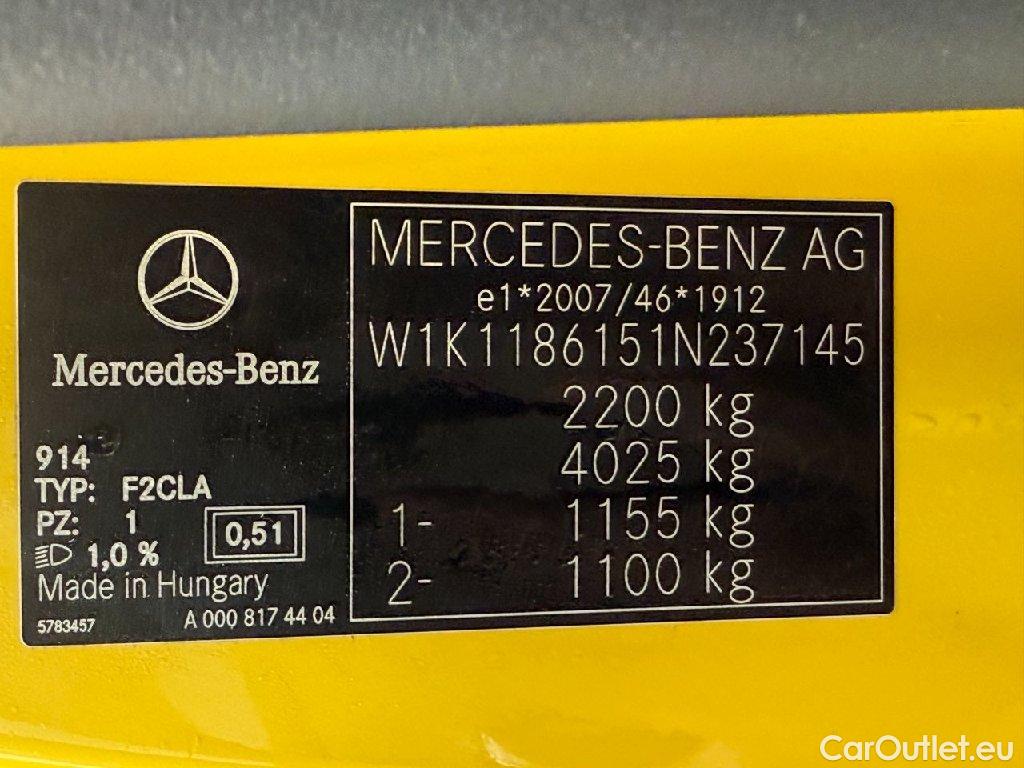 Mercedes-Benz
914
TYP: F2CLA
PZ: 1
1,0 %
0,51
Made in Hungary
5783457
A 000 817 44 04
MERCEDES-BENZ AG
e1*2007/46*1912
W1K1186151N237145
2200 kg
4025 kg
1- 1155 kg
2- 1100 kg
CarOutlet.eu